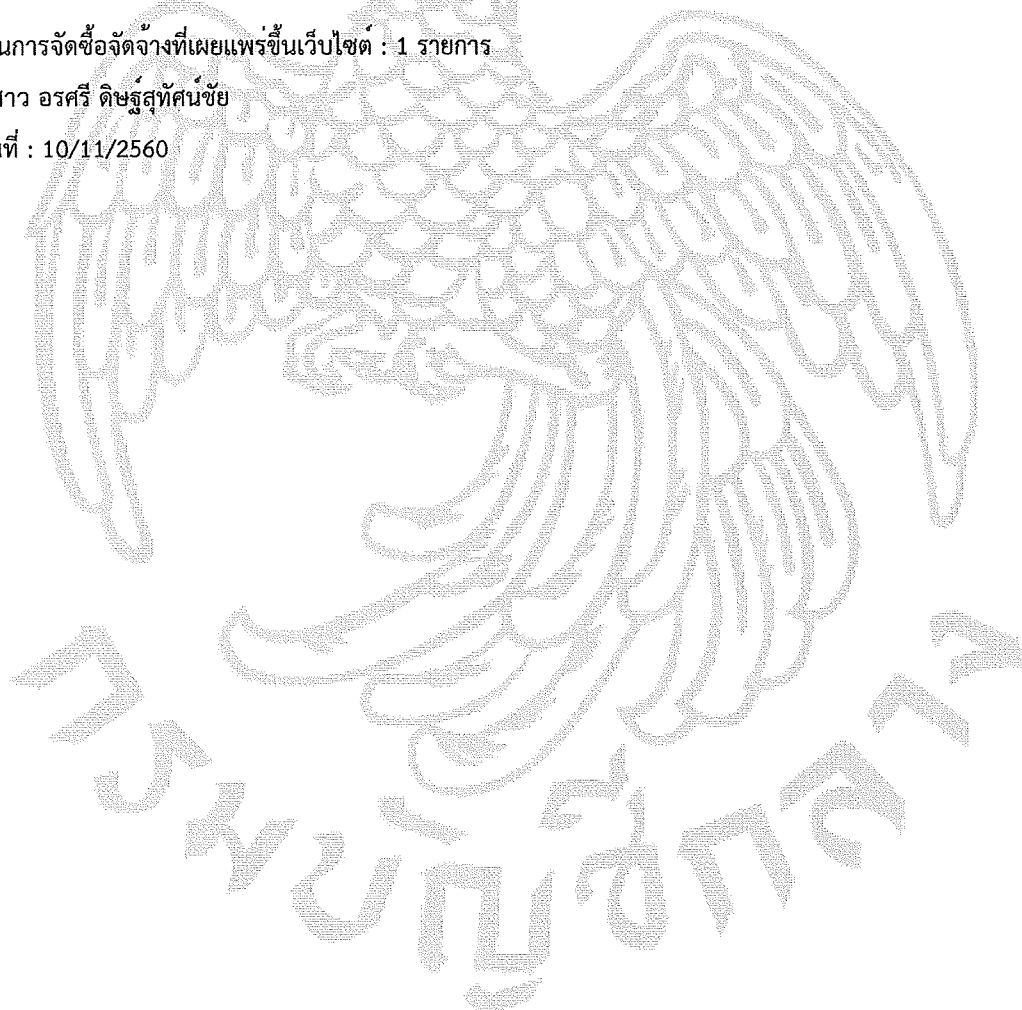 นการจัดซื้อจัดจ้างที่เผยแพร่ขึ้นเว็บไซต์ : 1 รายการ
สาว อรศรี ดิษฐ์สุทัศน์ชัย
นที่ : 10/11/2560
กรมบัญชีกลาง